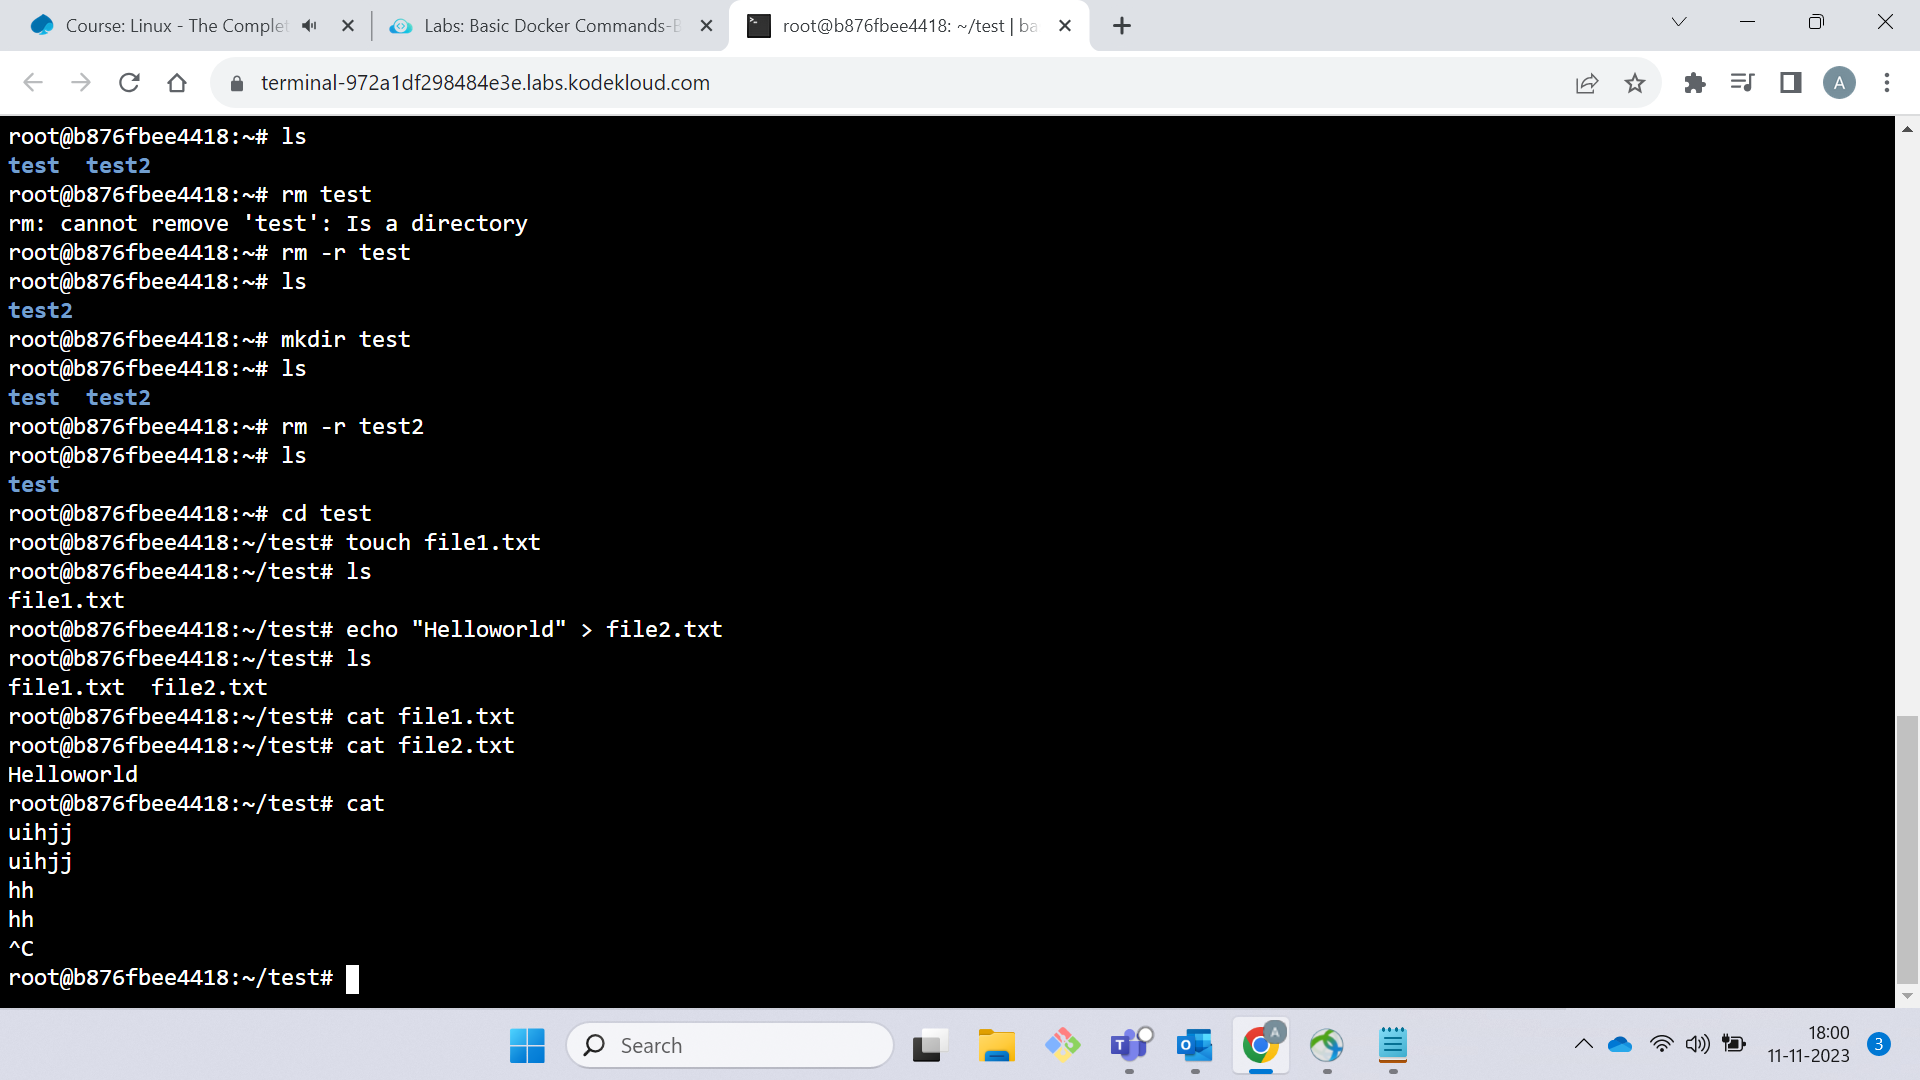 Course: Linux - The Complet
Labs: Basic Docker Commands-B
root@b876fbee4418: ~/test | ba
terminal-972a1df298484e3e.labs.kodekloud.com
A
root@b876fbee4418:~# ls
test  test2
root@b876fbee4418:~# rm test
rm: cannot remove 'test': Is a directory
root@b876fbee4418:~# rm -r test
root@b876fbee4418:~# ls
test2
root@b876fbee4418:~# mkdir test
root@b876fbee4418:~# ls
test  test2
root@b876fbee4418:~# rm -r test2
root@b876fbee4418:~# ls
test
root@b876fbee4418:~# cd test
root@b876fbee4418:~/test# touch file1.txt
root@b876fbee4418:~/test# ls
file1.txt
root@b876fbee4418:~/test# echo "Helloworld" > file2.txt
root@b876fbee4418:~/test# ls
file1.txt  file2.txt
root@b876fbee4418:~/test# cat file1.txt
root@b876fbee4418:~/test# cat file2.txt
Helloworld
root@b876fbee4418:~/test# cat
uihjj
uihjj
hh
hh
^C
root@b876fbee4418:~/test#
Search
T
O
A
18:00
11-11-2023
3